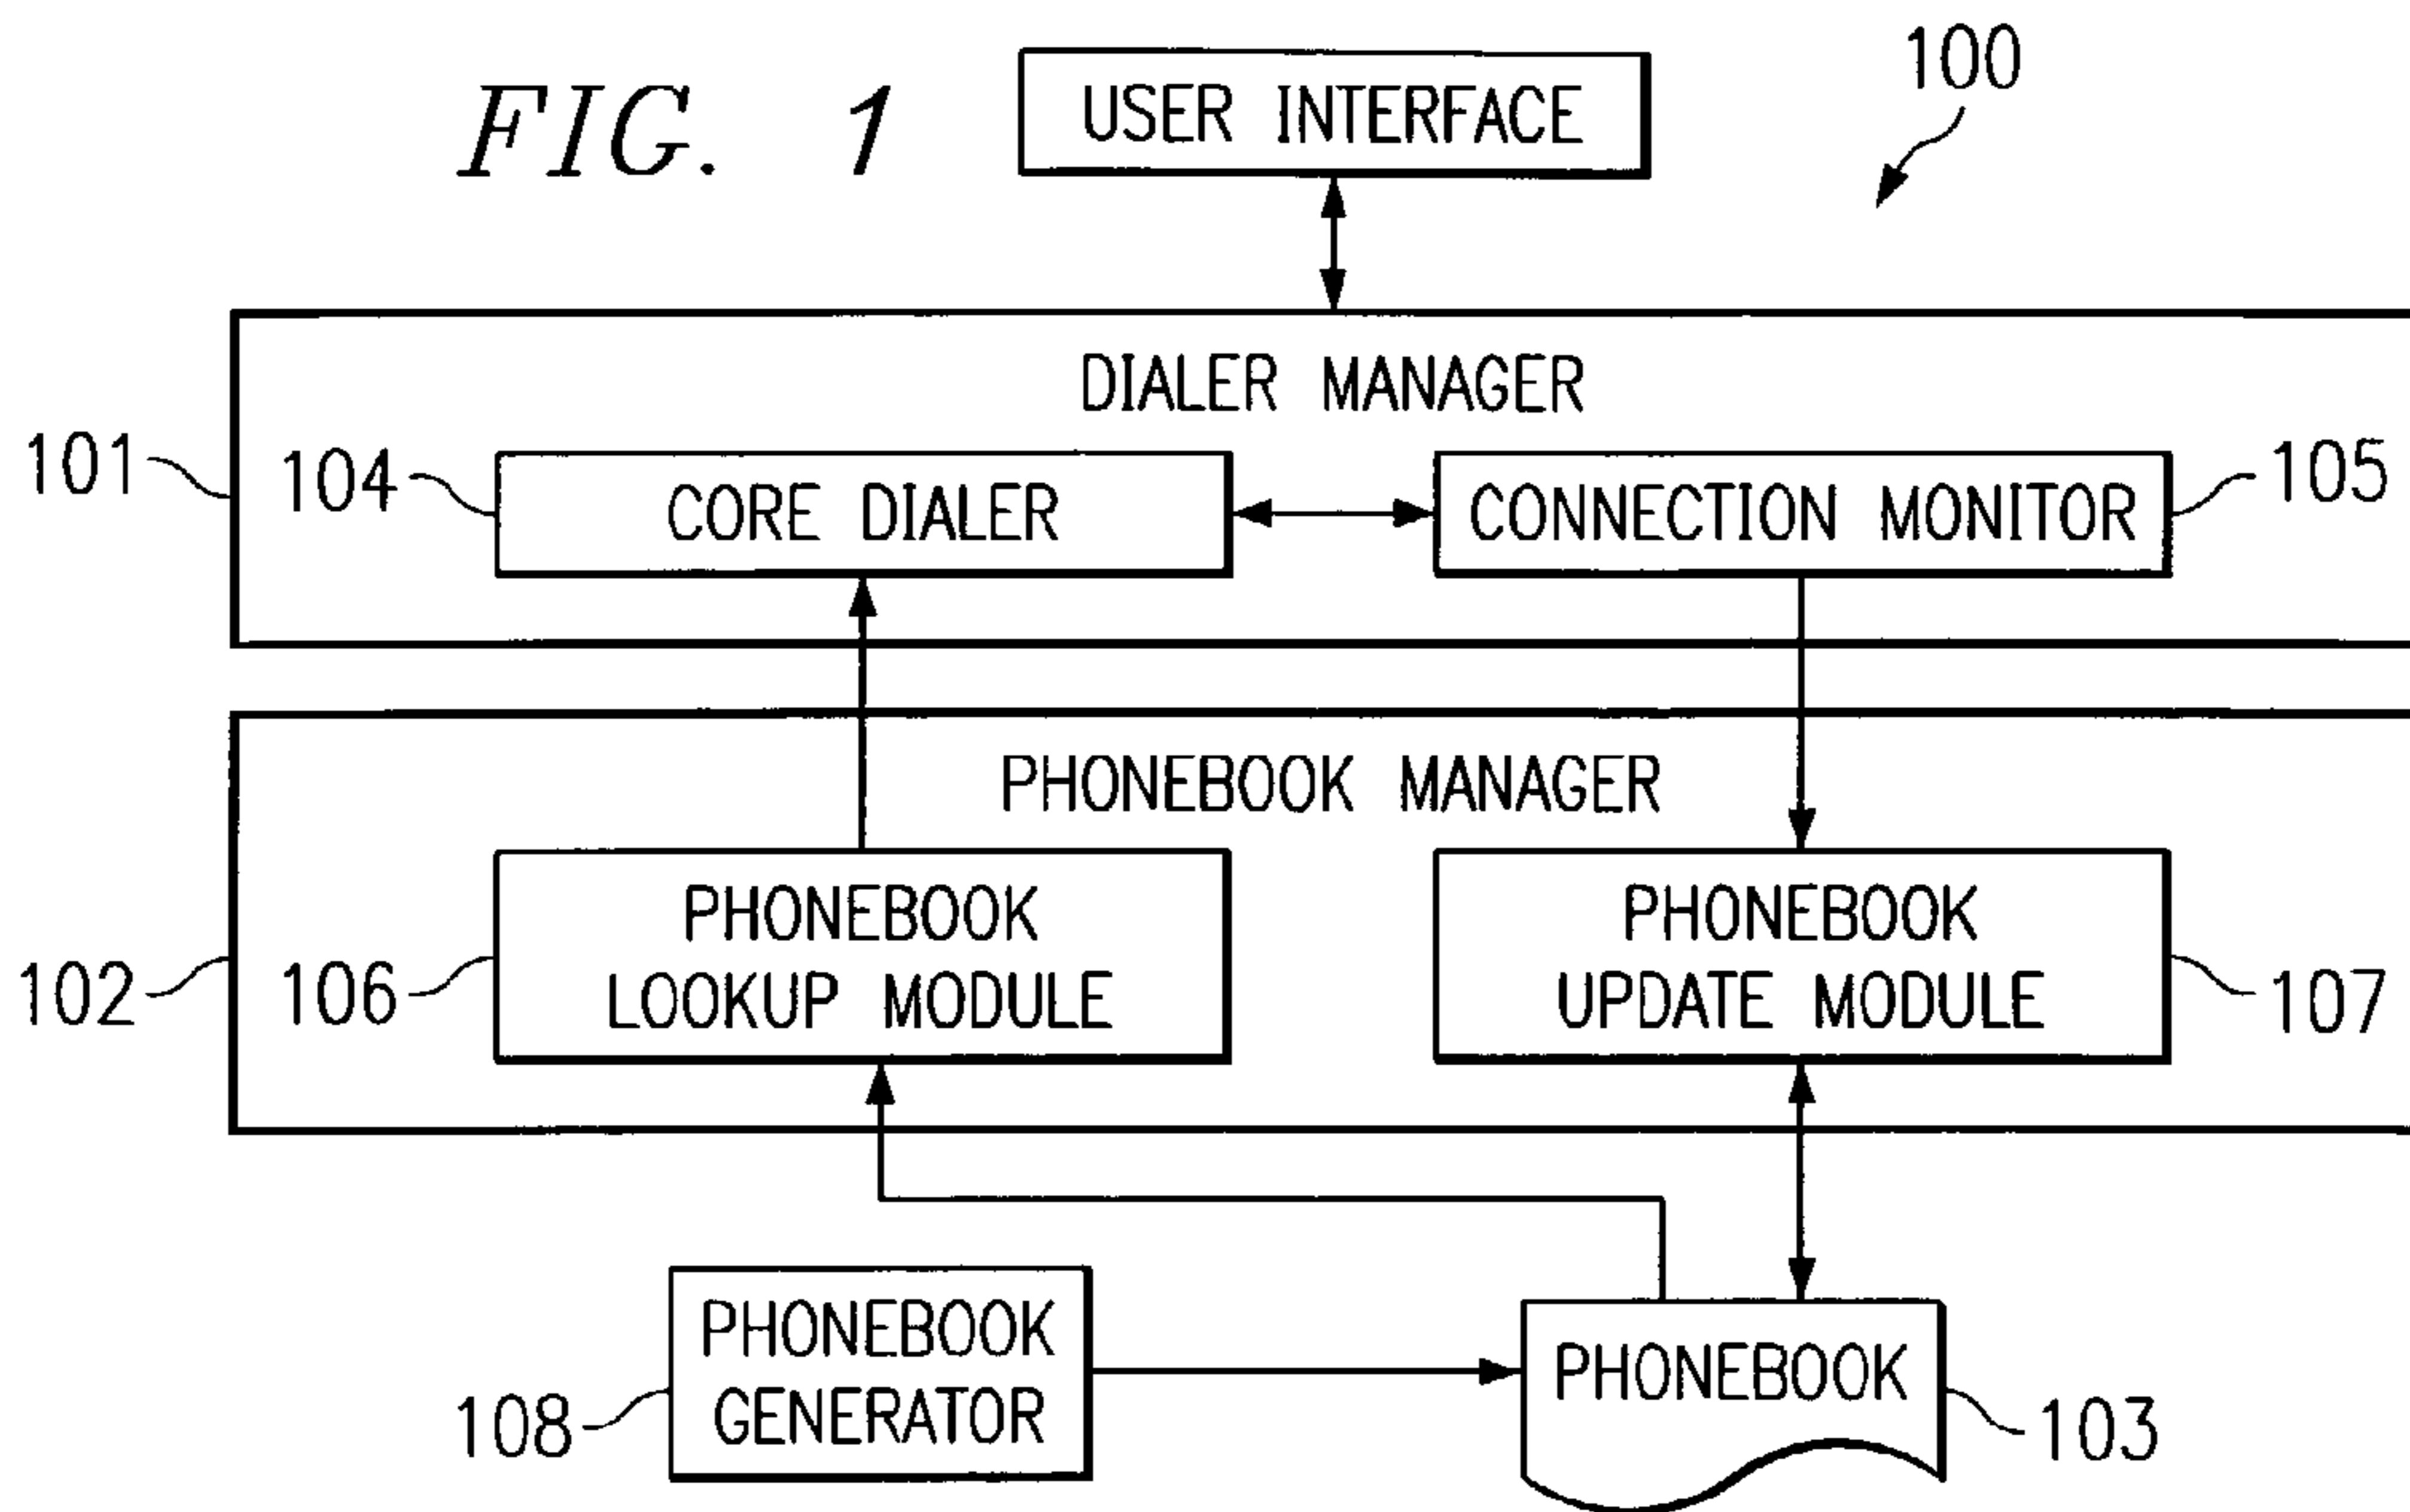 FIG. 1
USER INTERFACE
100
DIALER MANAGER
101
104
CORE DIALER
CONNECTION MONITOR
105
PHONEBOOK MANAGER
102
106
PHONEBOOK
LOOKUP MODULE
PHONEBOOK
UPDATE MODULE
107
PHONEBOOK
GENERATOR
108
PHONEBOOK
103